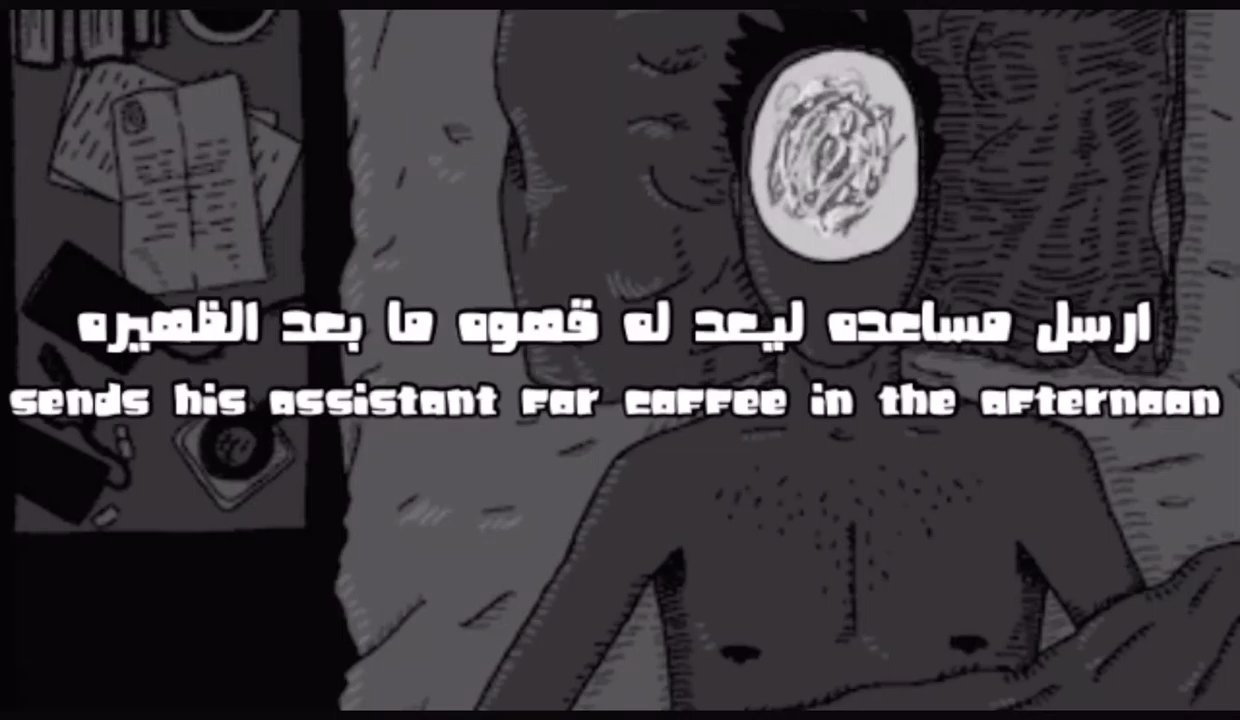 ارسل مساعده ليعد له قهوه ما بعد الظهيره
sends his assistant for coffee in the afternoon